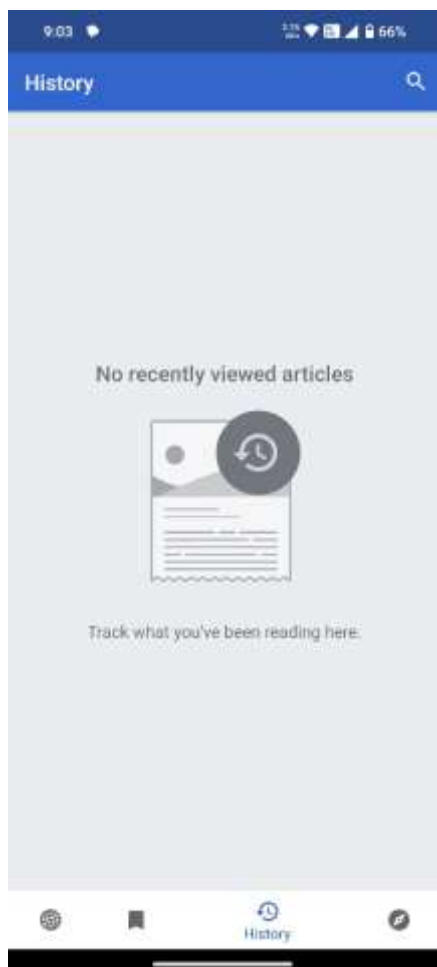 9:03
66%
History
No recently viewed articles
Track what you've been reading here.
History